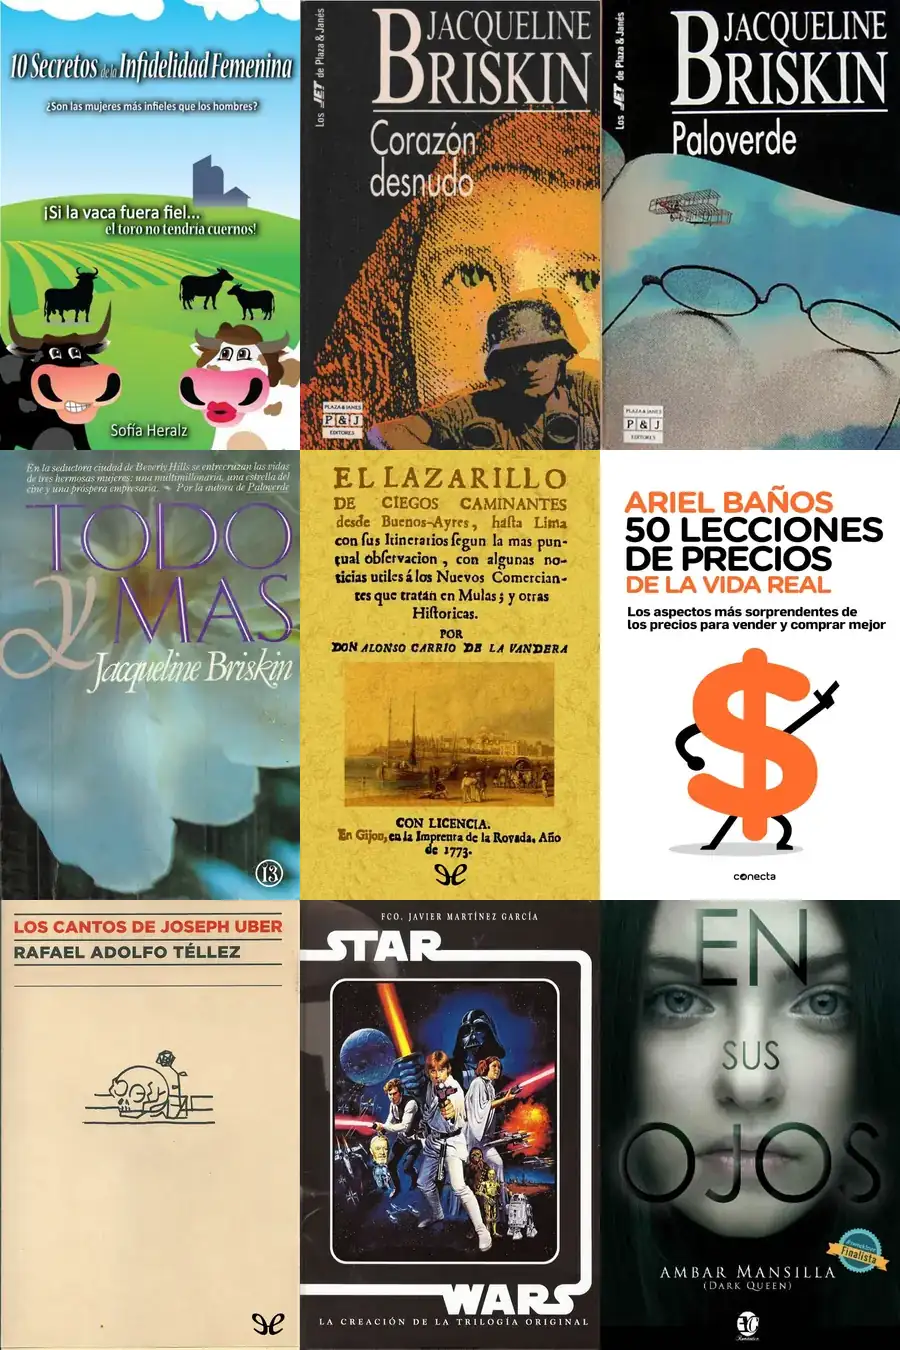 10 Secretos de la Infidelidad Femenina
¿Son las mujeres más infieles que los hombres?
¡Si la vaca fuera fiel...
el toro no tendría cuernos!
Sofía Heralz
Los JET de Plaza & Janés
JACQUELINE
BRISKIN
Corazón
desnudo
PLAZA & JANES
P & J
EDITORES
Los JET de Plaza & Janés
JACQUELINE
BRISKIN
Paloverde
PLAZA & JANES
P & J
EDITORES
En la seductora ciudad de Beverly Hills se entrecruzan las vidas
de tres hermosas mujeres: una multimillonaria, una estrella del
cine y una próspera empresaria. Por la autora de Paloverde
TODO
Y MAS
Jacqueline Briskin
13
EL LAZARILLO
DE CIEGOS CAMINANTES
desde Buenos-Ayres, hasta Lima
con sus Itinerarios segun la mas pun-
tual observacion, con algunas no-
ticias utiles á los Nuevos Comercian-
tes que tratan en Mulas; y otras
Historicas.
POR
DON ALONSO CARRIO DE LA VANDERA
CON LICENCIA.
En Gijon, en la Imprenta de la Rovada, Año
de 1773.
ARIEL BAÑOS
50 LECCIONES
DE PRECIOS
DE LA VIDA REAL
Los aspectos más sorprendentes de
los precios para vender y comprar mejor
$
conecta
LOS CANTOS DE JOSEPH UBER
RAFAEL ADOLFO TÉLLEZ
FCO. JAVIER MARTÍNEZ GARCÍA
STAR
WARS
LA CREACIÓN DE LA TRILOGÍA ORIGINAL
EN
SUS
OJOS
Finalista
AMBAR MANSILLA
(DARK QUEEN)